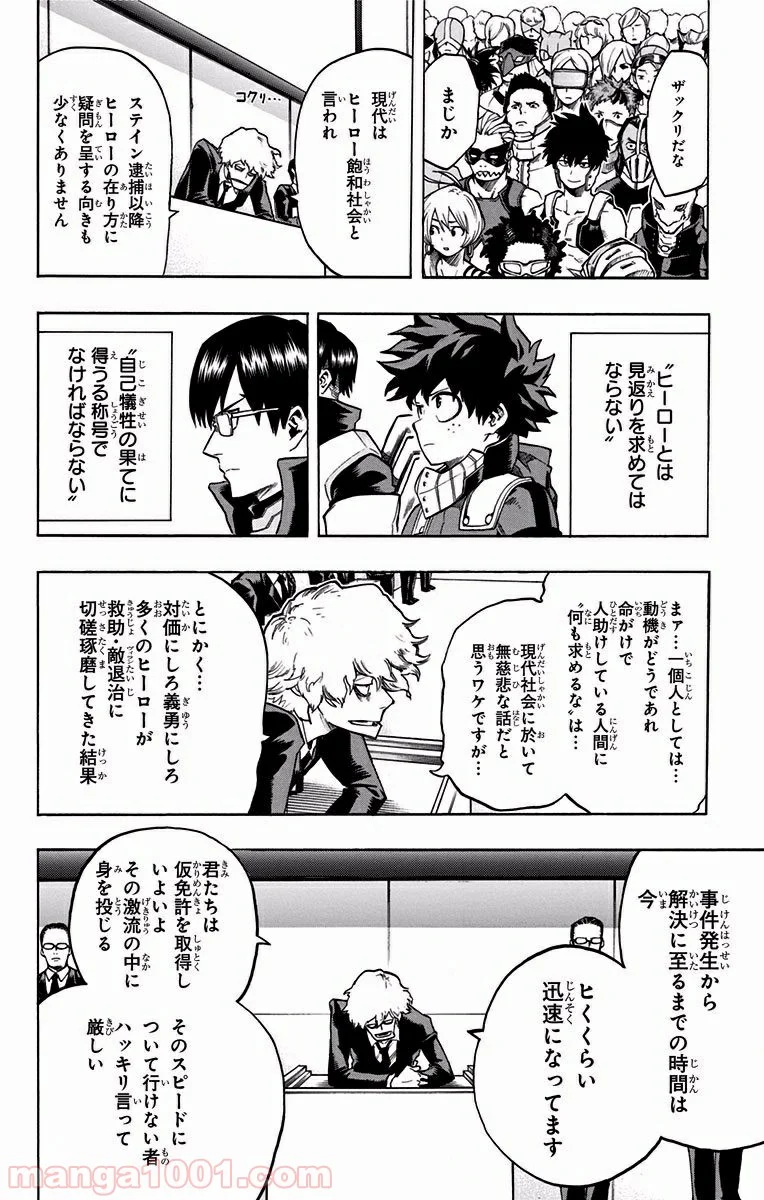 ザックリだな
まじか
現代は
ヒーロー飽和社会と
言われ
コクリ…
ステイン逮捕以降
ヒーローの在り方に
疑問を呈する向きも
少なくありません
〝ヒーローとは
見返りを求めては
ならない〟
〝自己犠牲の果てに
得うる称号で
なければならない〟
まァ…一個人としては…
動機がどうであれ
命がけで
人助けしている人間に
〝何も求めるな〟は…
現代社会に於いて
無慈悲な話だと
思うワケですが…
とにかく…
対価にしろ義勇にしろ
多くのヒーローが
救助・敵退治に
切磋琢磨してきた結果
事件発生から
解決に至るまでの時間は
今
ヒくくらい
迅速になってます
君たちは
仮免許を取得し
いよいよ
その激流の中に
身を投じる
そのスピードに
ついて行けない者
ハッキリ言って
厳しい
manga1001.com